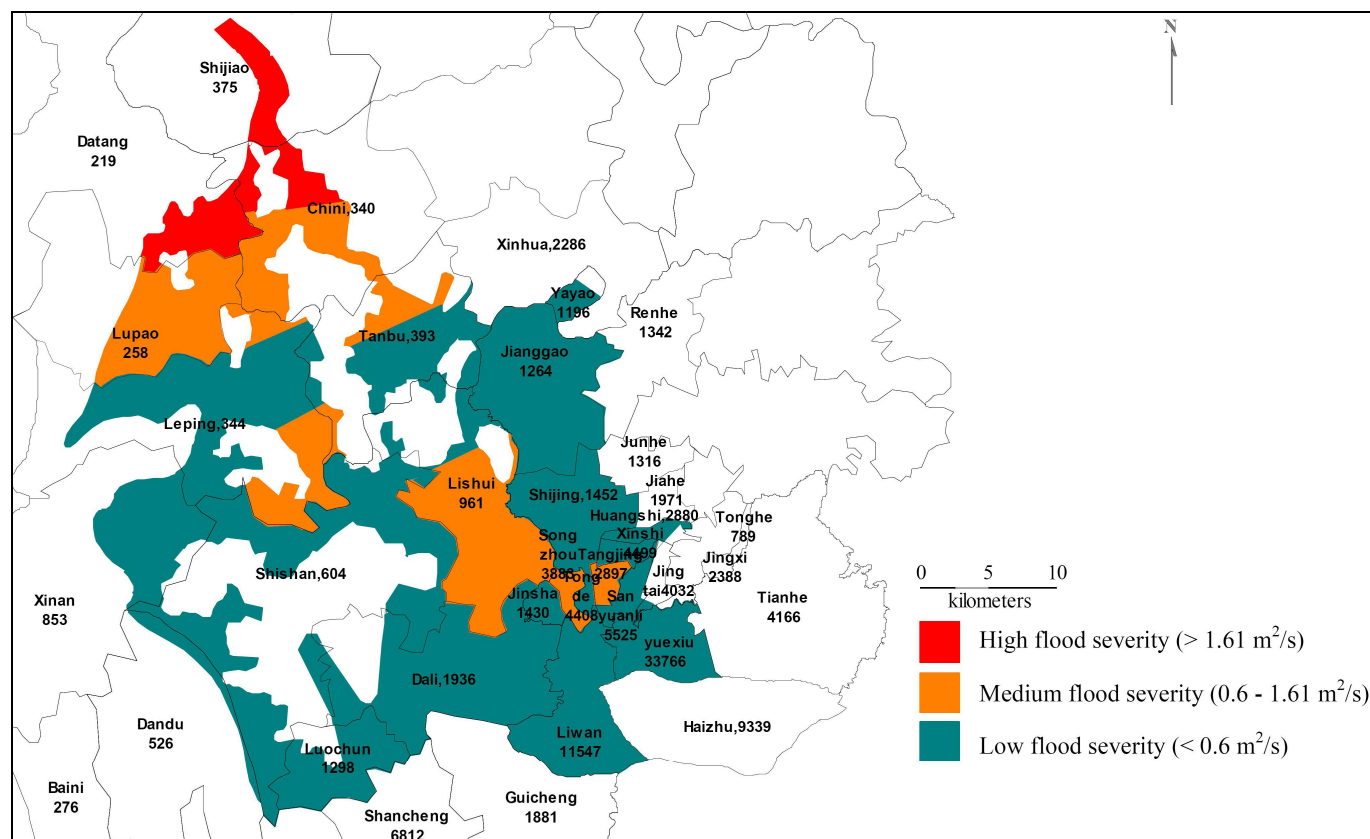 N
Shijiao
375
Datang
219
Chini,340
Xinhua,2286
Yayao
1196
Renhe
1342
Lupao
258
Tanbu,393
Jianggao
1264
Leping,344
Junhe
1316
Lishui
961
Jiahe
1971
Shijing,1452
Huangshi,2880
Tonghe
789
Xinshi
4499
Song
zhou
3883
Tangjing
2897
Jingxi
2388
Shishan,604
Jing
tai4032
Tong
de
4408
Jinsha
1430
San
yuanli
5525
Tianhe
4166
Xinan
853
yuexiu
33766
Dali,1936
Dandu
526
Liwan
11547
Haizhu,9339
Luochun
1298
Baini
276
Guicheng
1881
Shancheng
6812
0 5 10
kilometers
High flood severity (> 1.61 m²/s)
Medium flood severity (0.6 - 1.61 m²/s)
Low flood severity (< 0.6 m²/s)